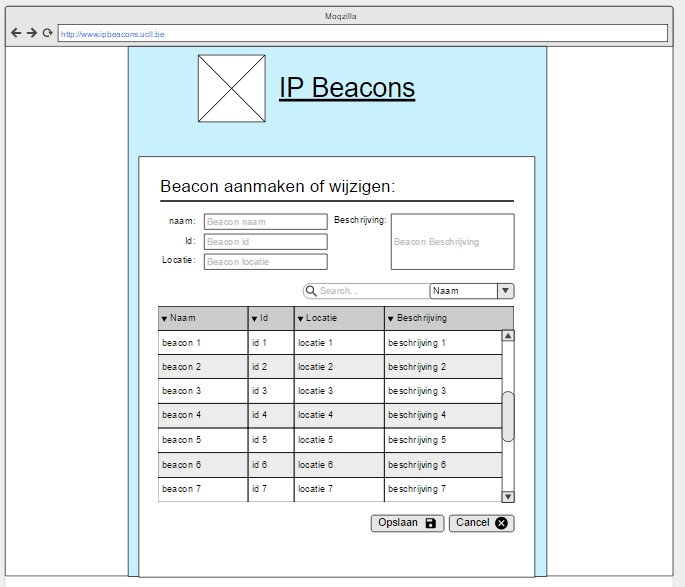 Moqzilla
http://www.ipbeacons.ucll.be
IP Beacons
Beacon aanmaken of wijzigen:
naam: Beacon naam
Id: Beacon id
Locatie: Beacon locatie
Beschrijving: Beacon Beschrijving
Search... Naam
Naam Id Locatie Beschrijving
beacon 1 id 1 locatie 1 beschrijving 1
beacon 2 id 2 locatie 2 beschrijving 2
beacon 3 id 3 locatie 3 beschrijving 3
beacon 4 id 4 locatie 4 beschrijving 4
beacon 5 id 5 locatie 5 beschrijving 5
beacon 6 id 6 locatie 6 beschrijving 6
beacon 7 id 7 locatie 7 beschrijving 7
Opslaan Cancel